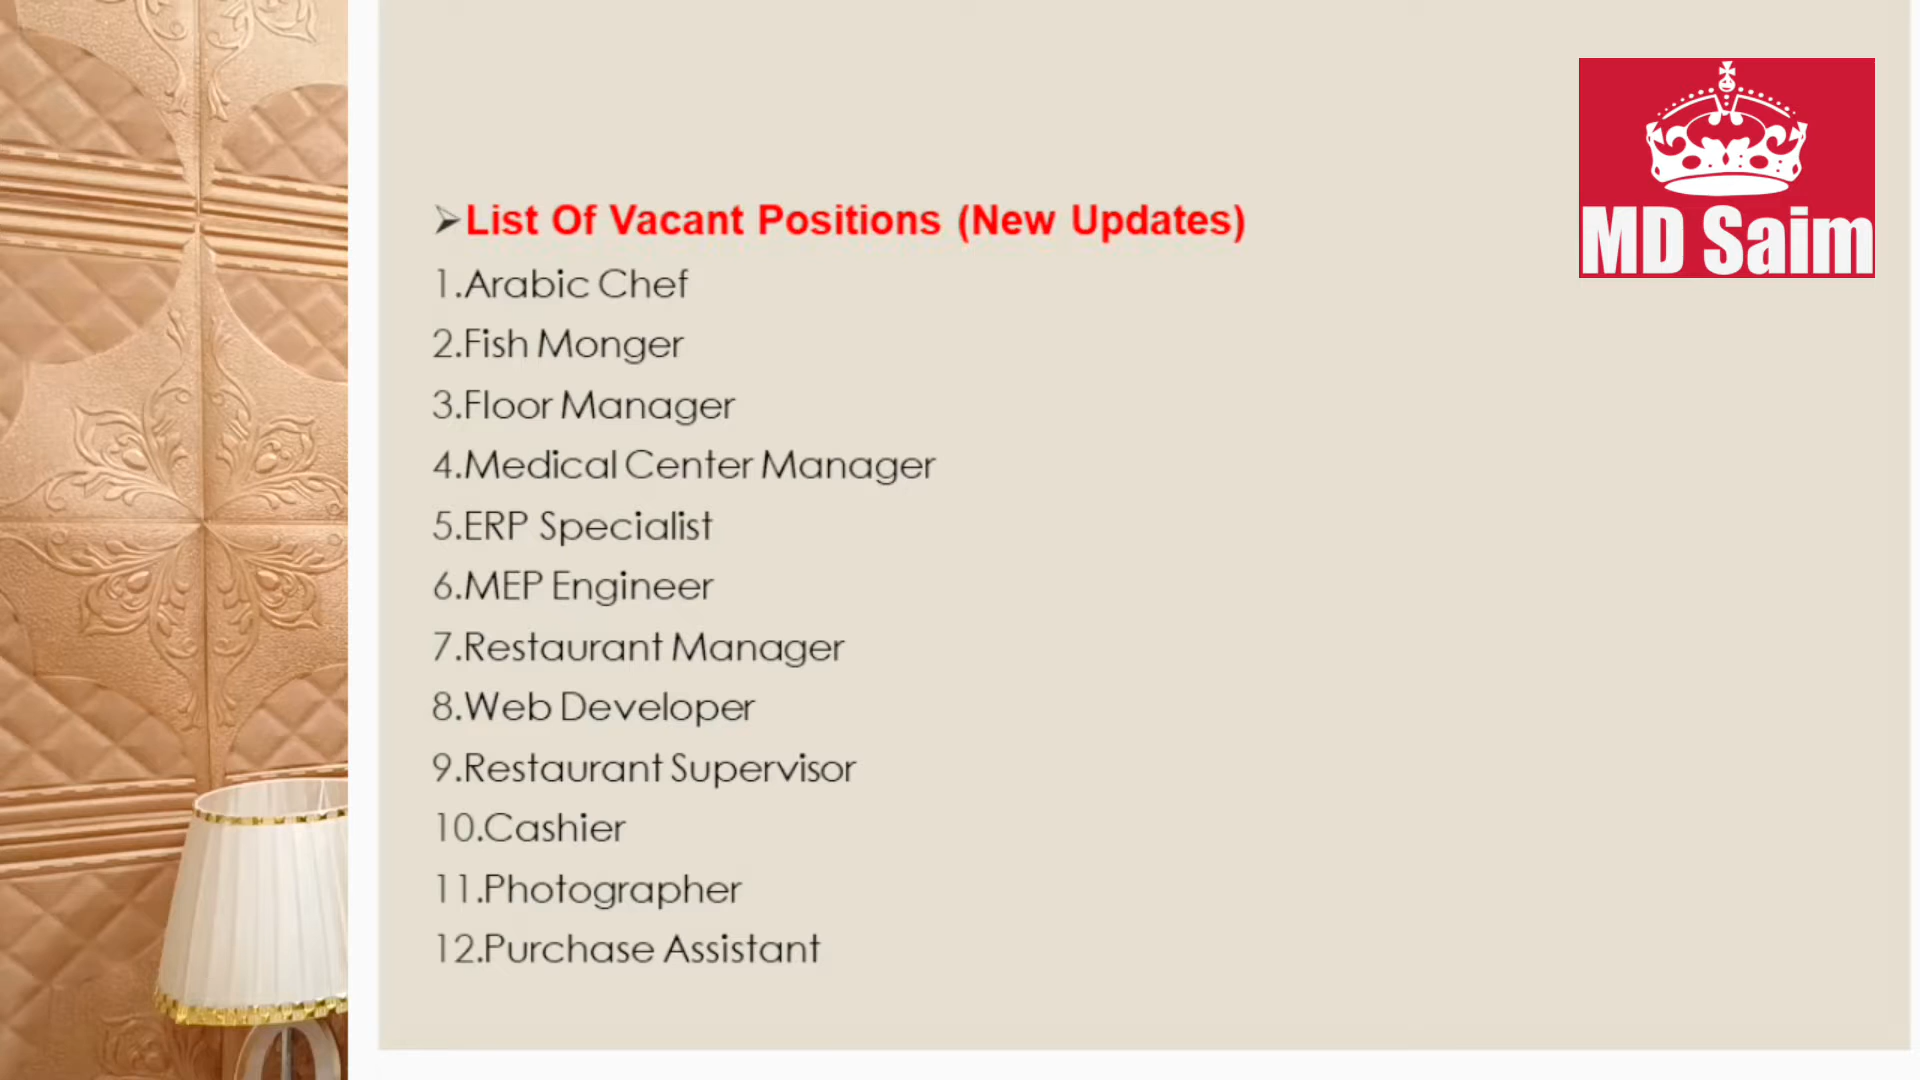 ➢List Of Vacant Positions (New Updates)
1.Arabic Chef
2.Fish Monger
3.Floor Manager
4.Medical Center Manager
5.ERP Specialist
6.MEP Engineer
7.Restaurant Manager
8.Web Developer
9.Restaurant Supervisor
10.Cashier
11.Photographer
12.Purchase Assistant
MD Saim